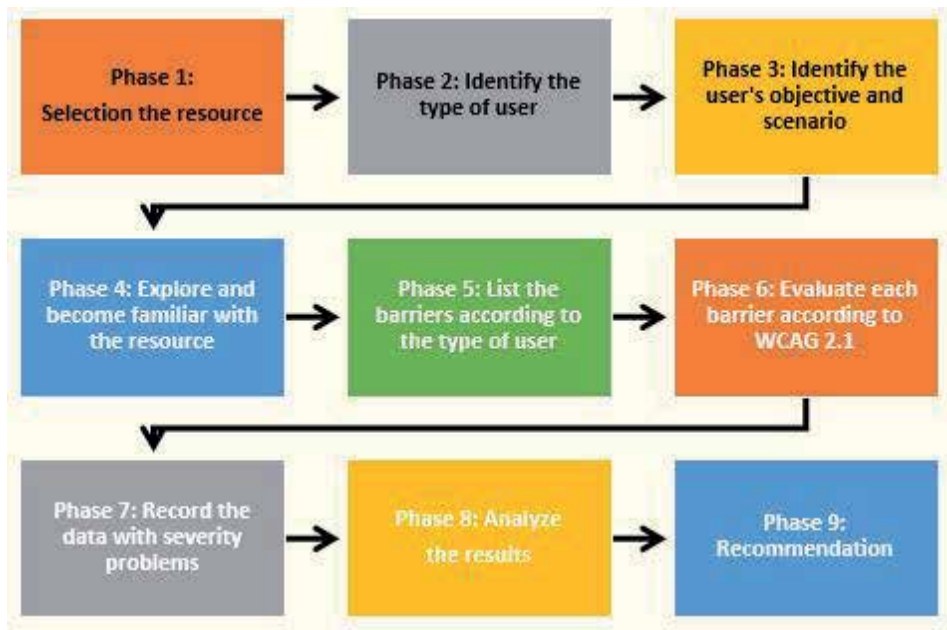 Phase 1:
Selection the resource
Phase 2: Identify the
type of user
Phase 3: Identify the
user's objective and
scenario
Phase 4: Explore and
become familiar with
the resource
Phase 5: List the
barriers according to
the type of user
Phase 6: Evaluate each
barrier according to
WCAG 2.1
Phase 7: Record the
data with severity
problems
Phase 8: Analyze
the results
Phase 9:
Recommendation